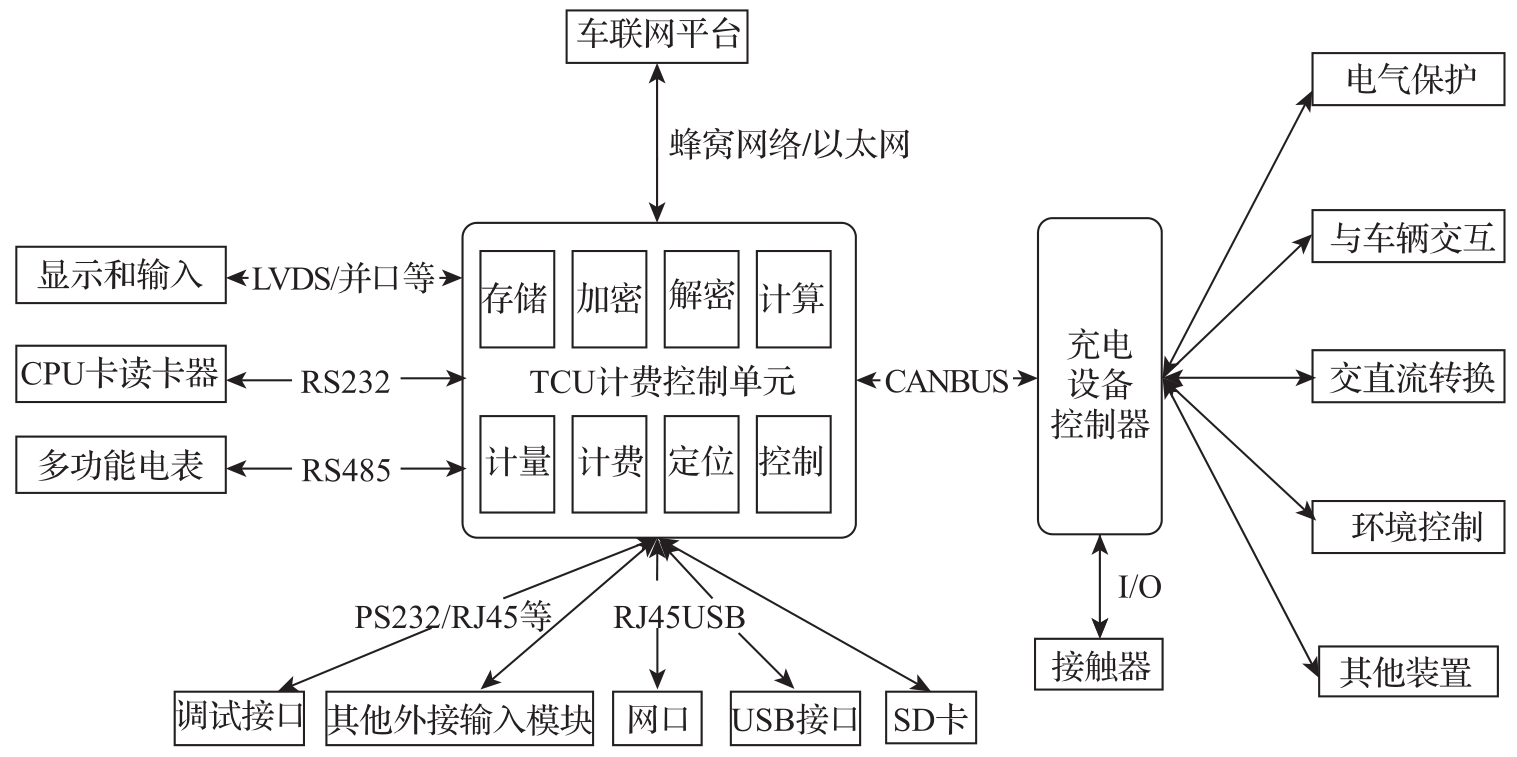 车联网平台
蜂窝网络/以太网
电气保护
与车辆交互
交直流转换
环境控制
其他装置
显示和输入
LVDS/并口等
CPU卡读卡器
RS232
多功能电表
RS485
存储
加密
解密
计算
TCU计费控制单元
计量
计费
定位
控制
CANBUS
充电
设备
控制器
I/O
接触器
PS232/RJ45等
RJ45USB
调试接口
其他外接输入模块
网口
USB接口
SD卡